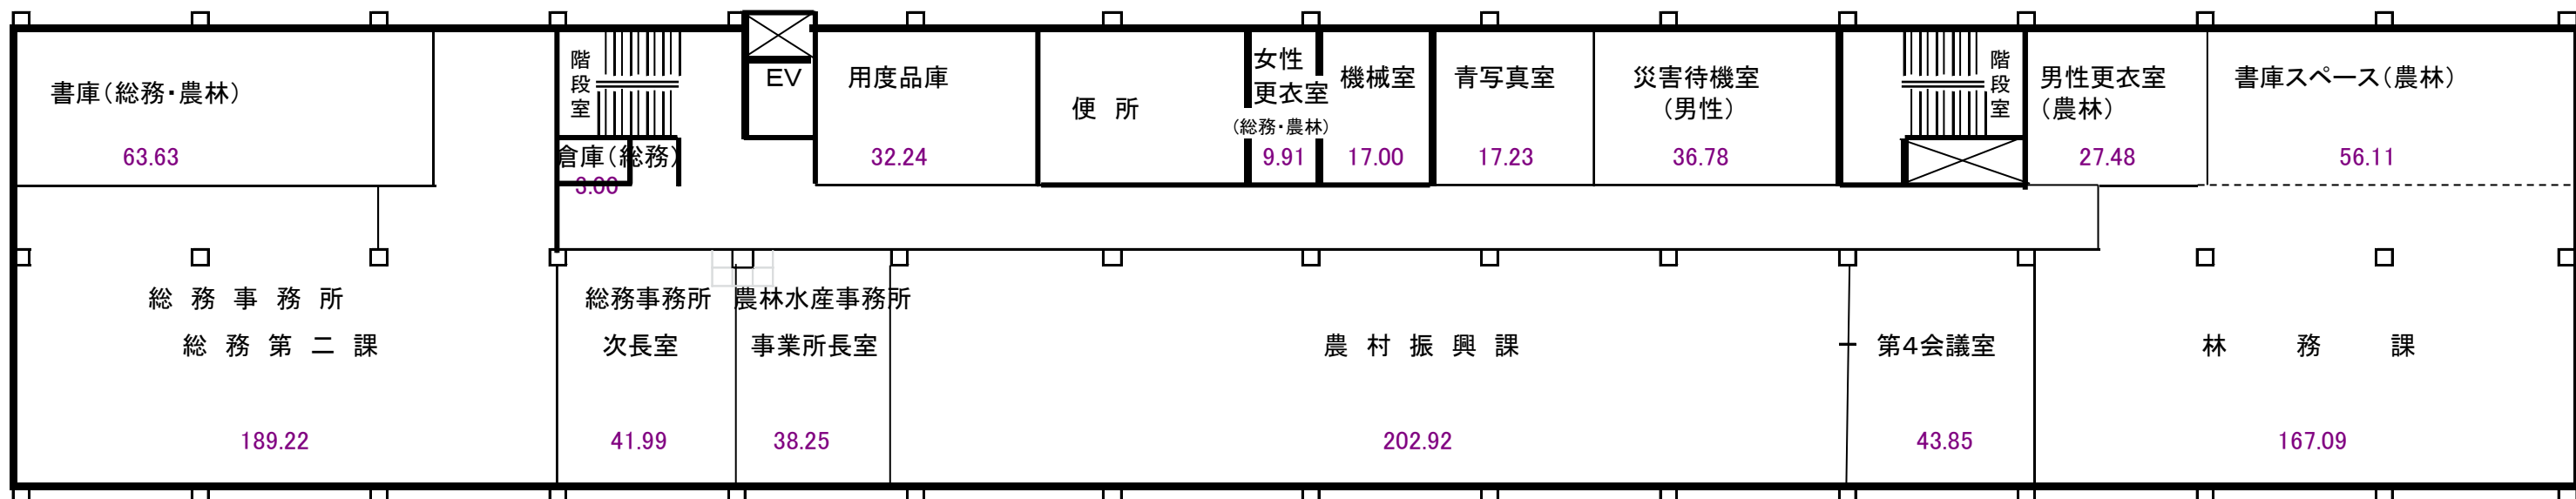 書庫(総務・農林)
63.63
階段室
倉庫(総務)
3.00
EV
用度品庫
32.24
便 所
女性
更衣室
(総務・農林)
9.91
機械室
17.00
青写真室
17.23
災害待機室
(男性)
36.78
階段室
男性更衣室
(農林)
27.48
書庫スペース(農林)
56.11
総 務 事 務 所
総 務 第 二 課
189.22
総務事務所
次長室
41.99
農林水産事務所
事業所長室
38.25
農 村 振 興 課
202.92
第4会議室
43.85
林 務 課
167.09